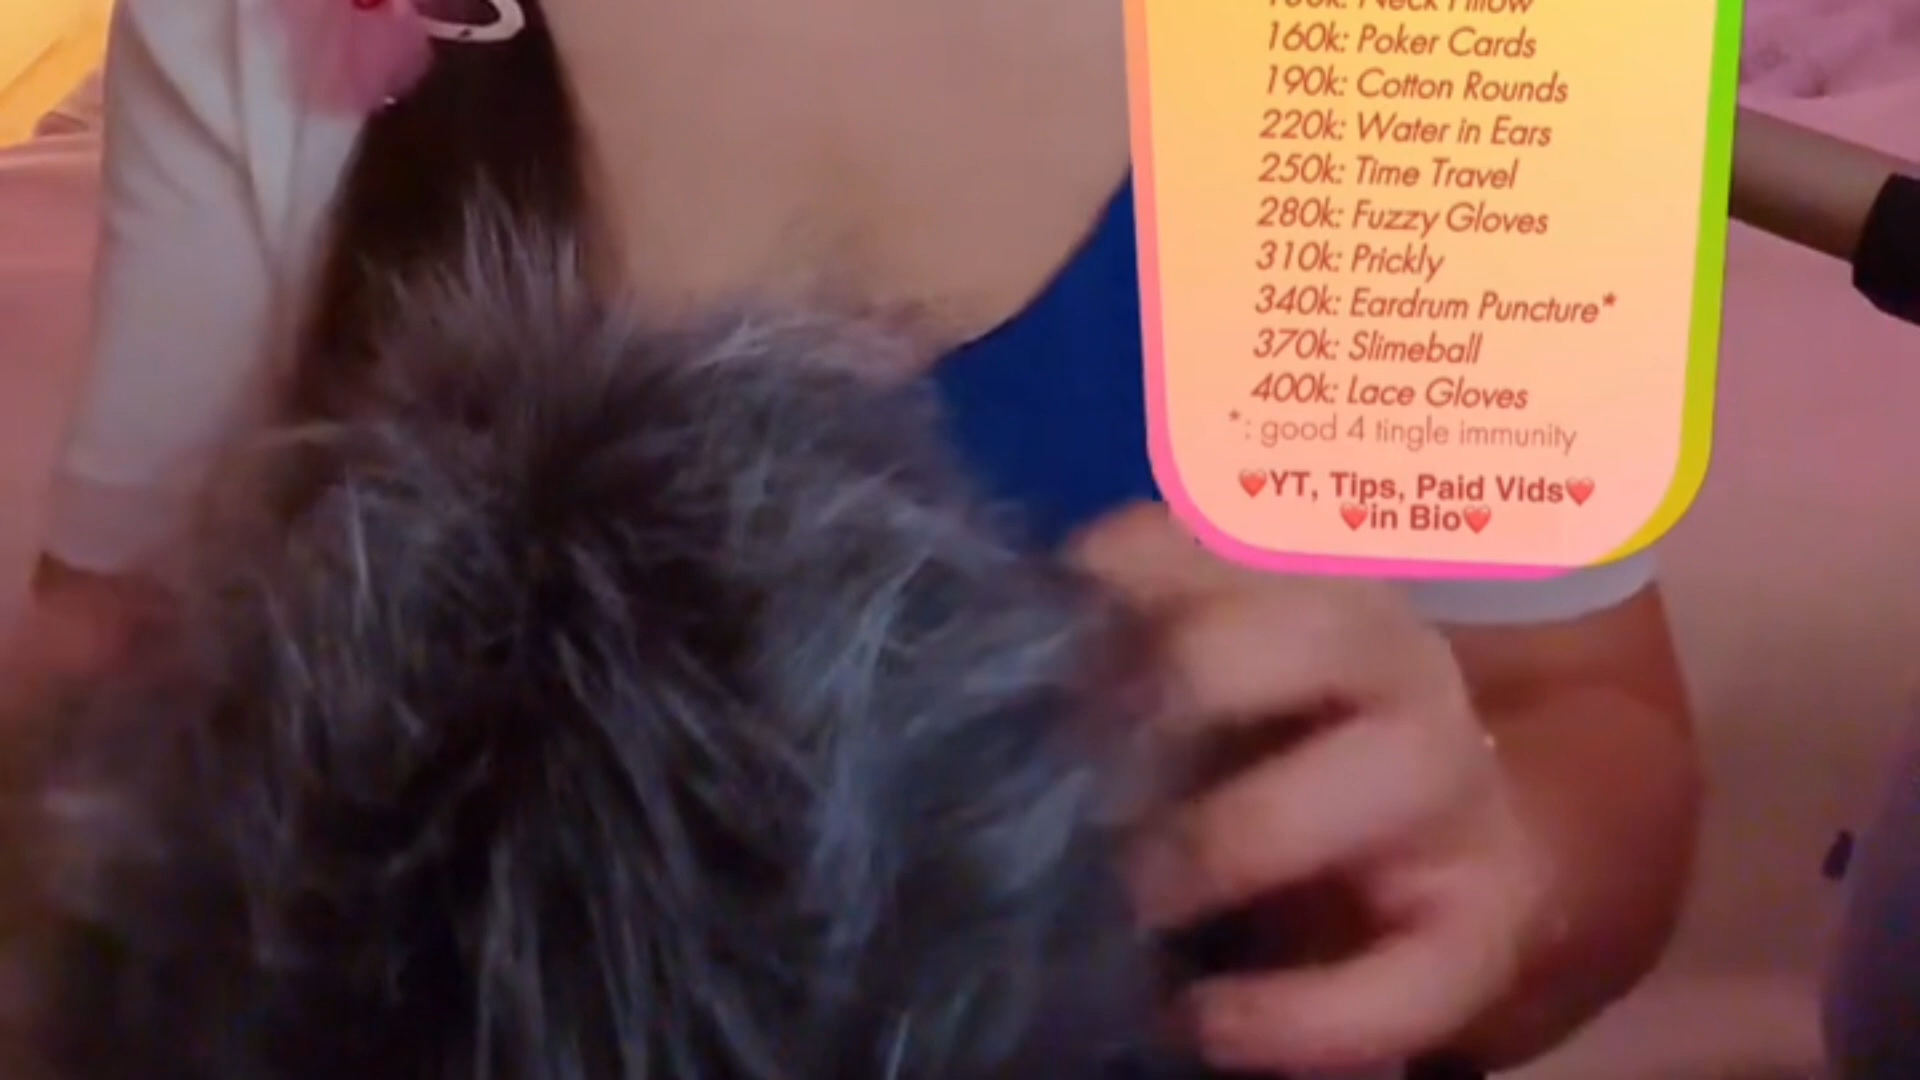 160k: Poker Cards
190k: Cotton Rounds
220k: Water in Ears
250k: Time Travel
280k: Fuzzy Gloves
310k: Prickly
340k: Eardrum Puncture*
370k: Slimeball
400k: Lace Gloves
*: good 4 tingle immunity
❤️YT, Tips, Paid Vids❤️
❤️in Bio❤️